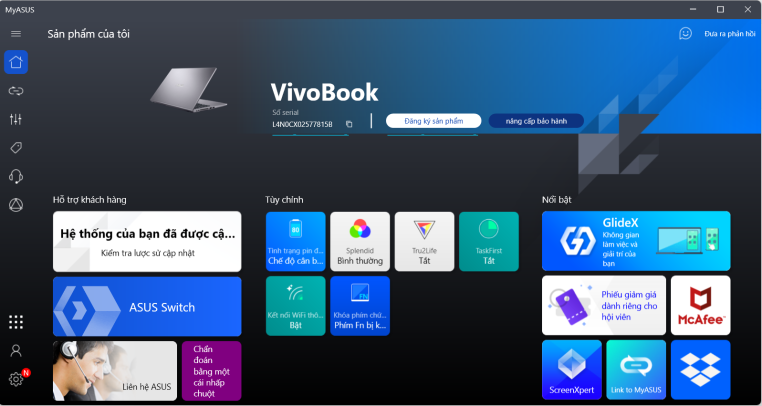 MyASUS
Sản phẩm của tôi
Đưa ra phản hồi
VivoBook
Số serial
L4N0CX02577815B
Đăng ký sản phẩm
nâng cấp bảo hành
Hỗ trợ khách hàng
Hệ thống của bạn đã được cậ...
Kiểm tra lược sử cập nhật
ASUS Switch
Liên hệ ASUS
Chẩn
đoán
bằng một
cái nhấp
chuột
Tùy chỉnh
80
Tình trạng pin đ...
Chế độ cân b...
Splendid
Bình thường
Tru2Life
Tắt
TaskFirst
Tắt
Kết nối WiFi thô...
Bật
FN
Khóa phím chứ...
Phím Fn bị k...
Nổi bật
GlideX
Không gian
làm việc và
giải trí của
bạn
Phiếu giảm giá
dành riêng cho
hội viên
McAfee
ScreenXpert
Link to MyASUS
N